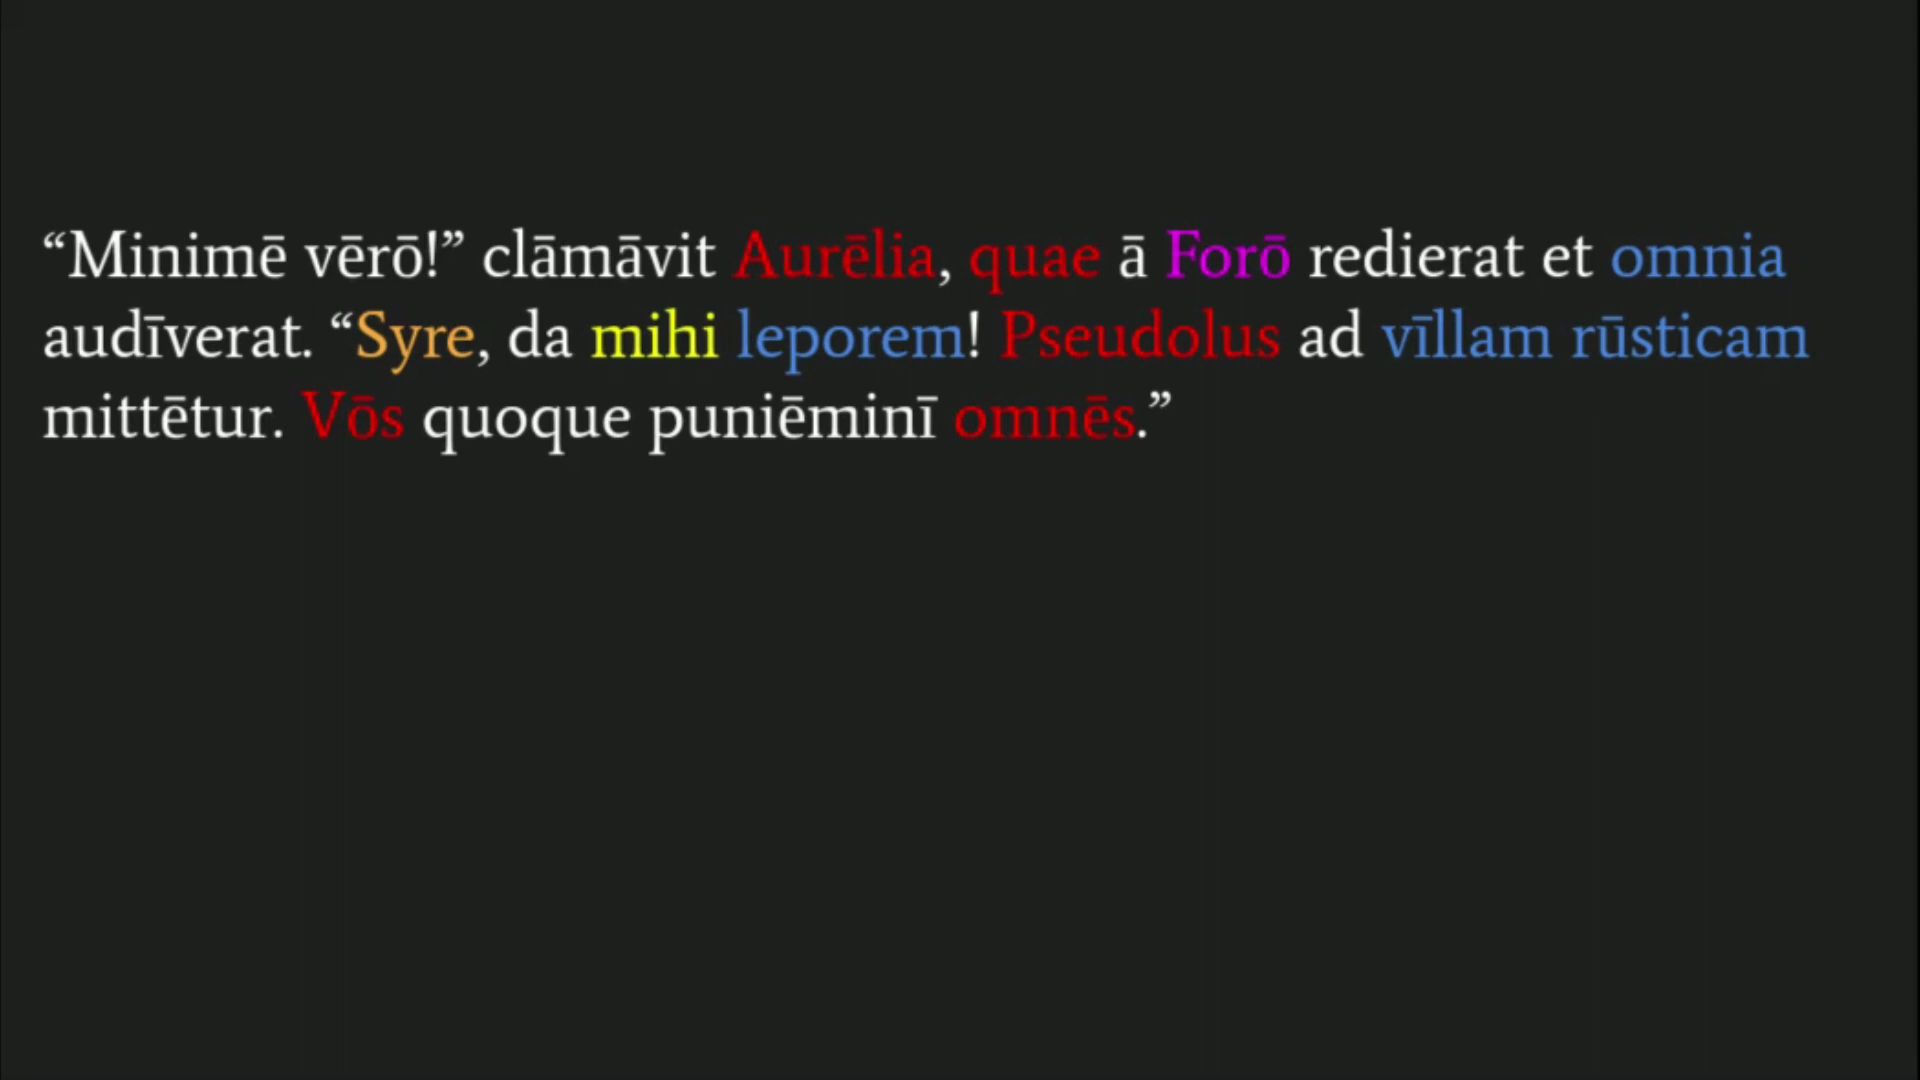 “Minimē vērō!” clāmāvit Aurēlia, quae ā Forō redierat et omnia
audīverat. “Syre, da mihi leporem! Pseudolus ad vīllam rūsticam
mittētur. Vōs quoque puniēminī omnēs.”